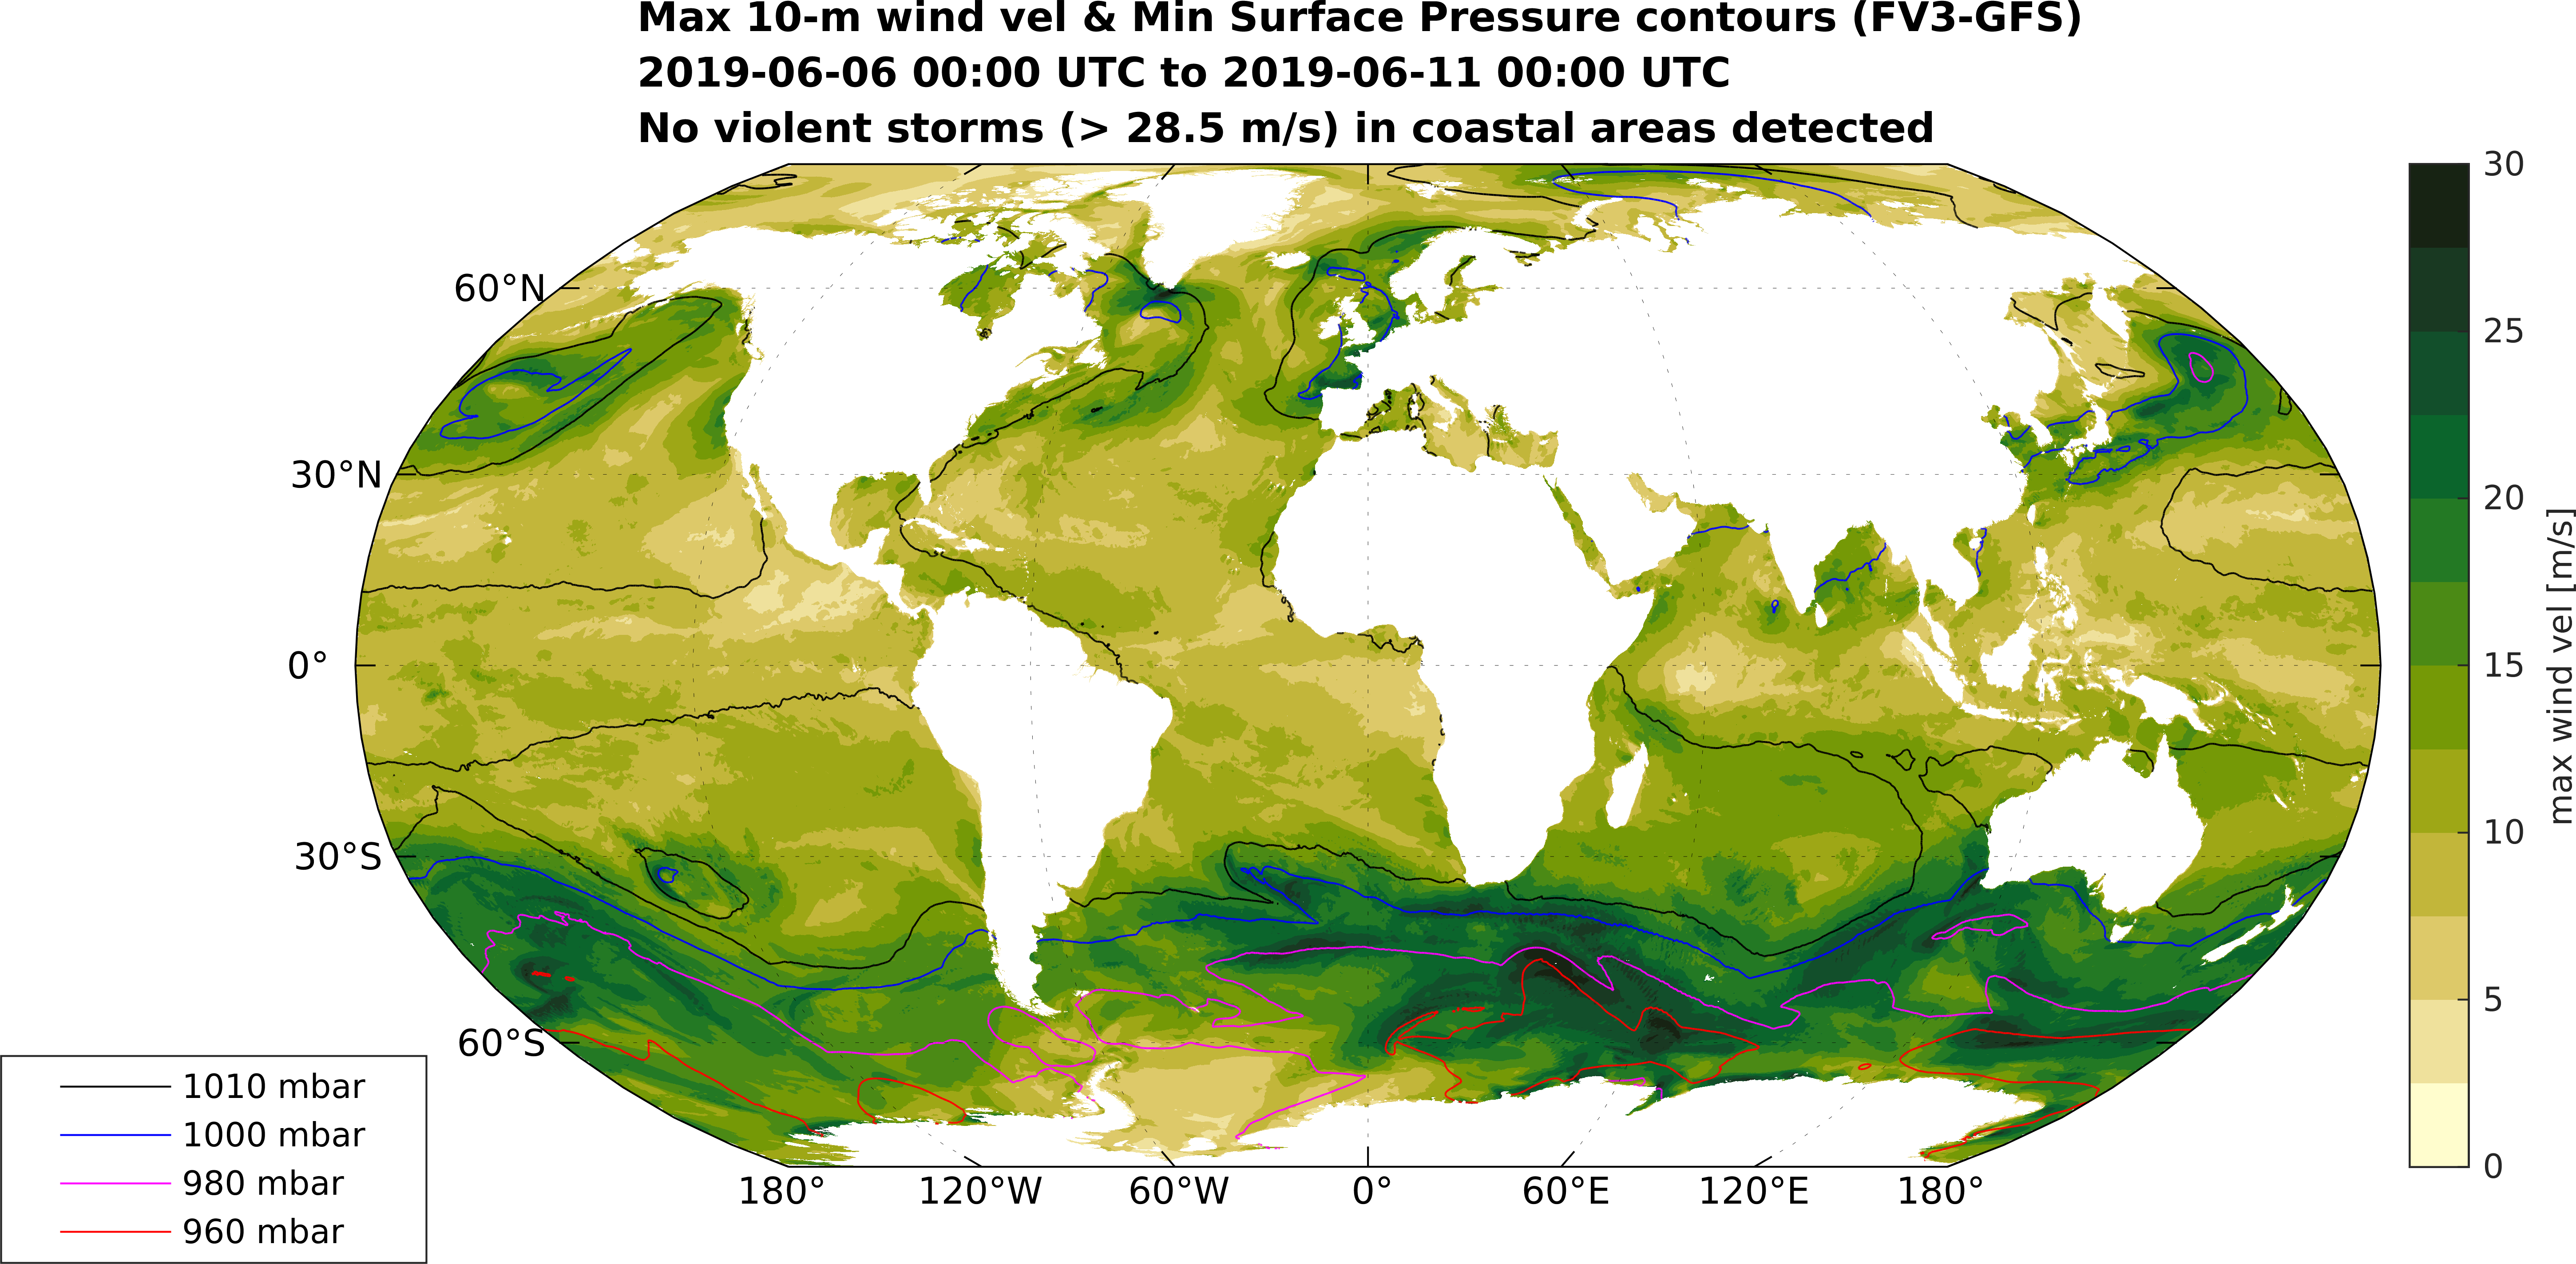 Max 10-m wind vel & Min Surface Pressure contours (FV3-GFS)
2019-06-06 00:00 UTC to 2019-06-11 00:00 UTC
No violent storms (> 28.5 m/s) in coastal areas detected
60°N
30°N
0°
30°S
60°S
180°
120°W
60°W
0°
60°E
120°E
180°
1010 mbar
1000 mbar
980 mbar
960 mbar
30
25
20
15
10
5
0
max wind vel [m/s]